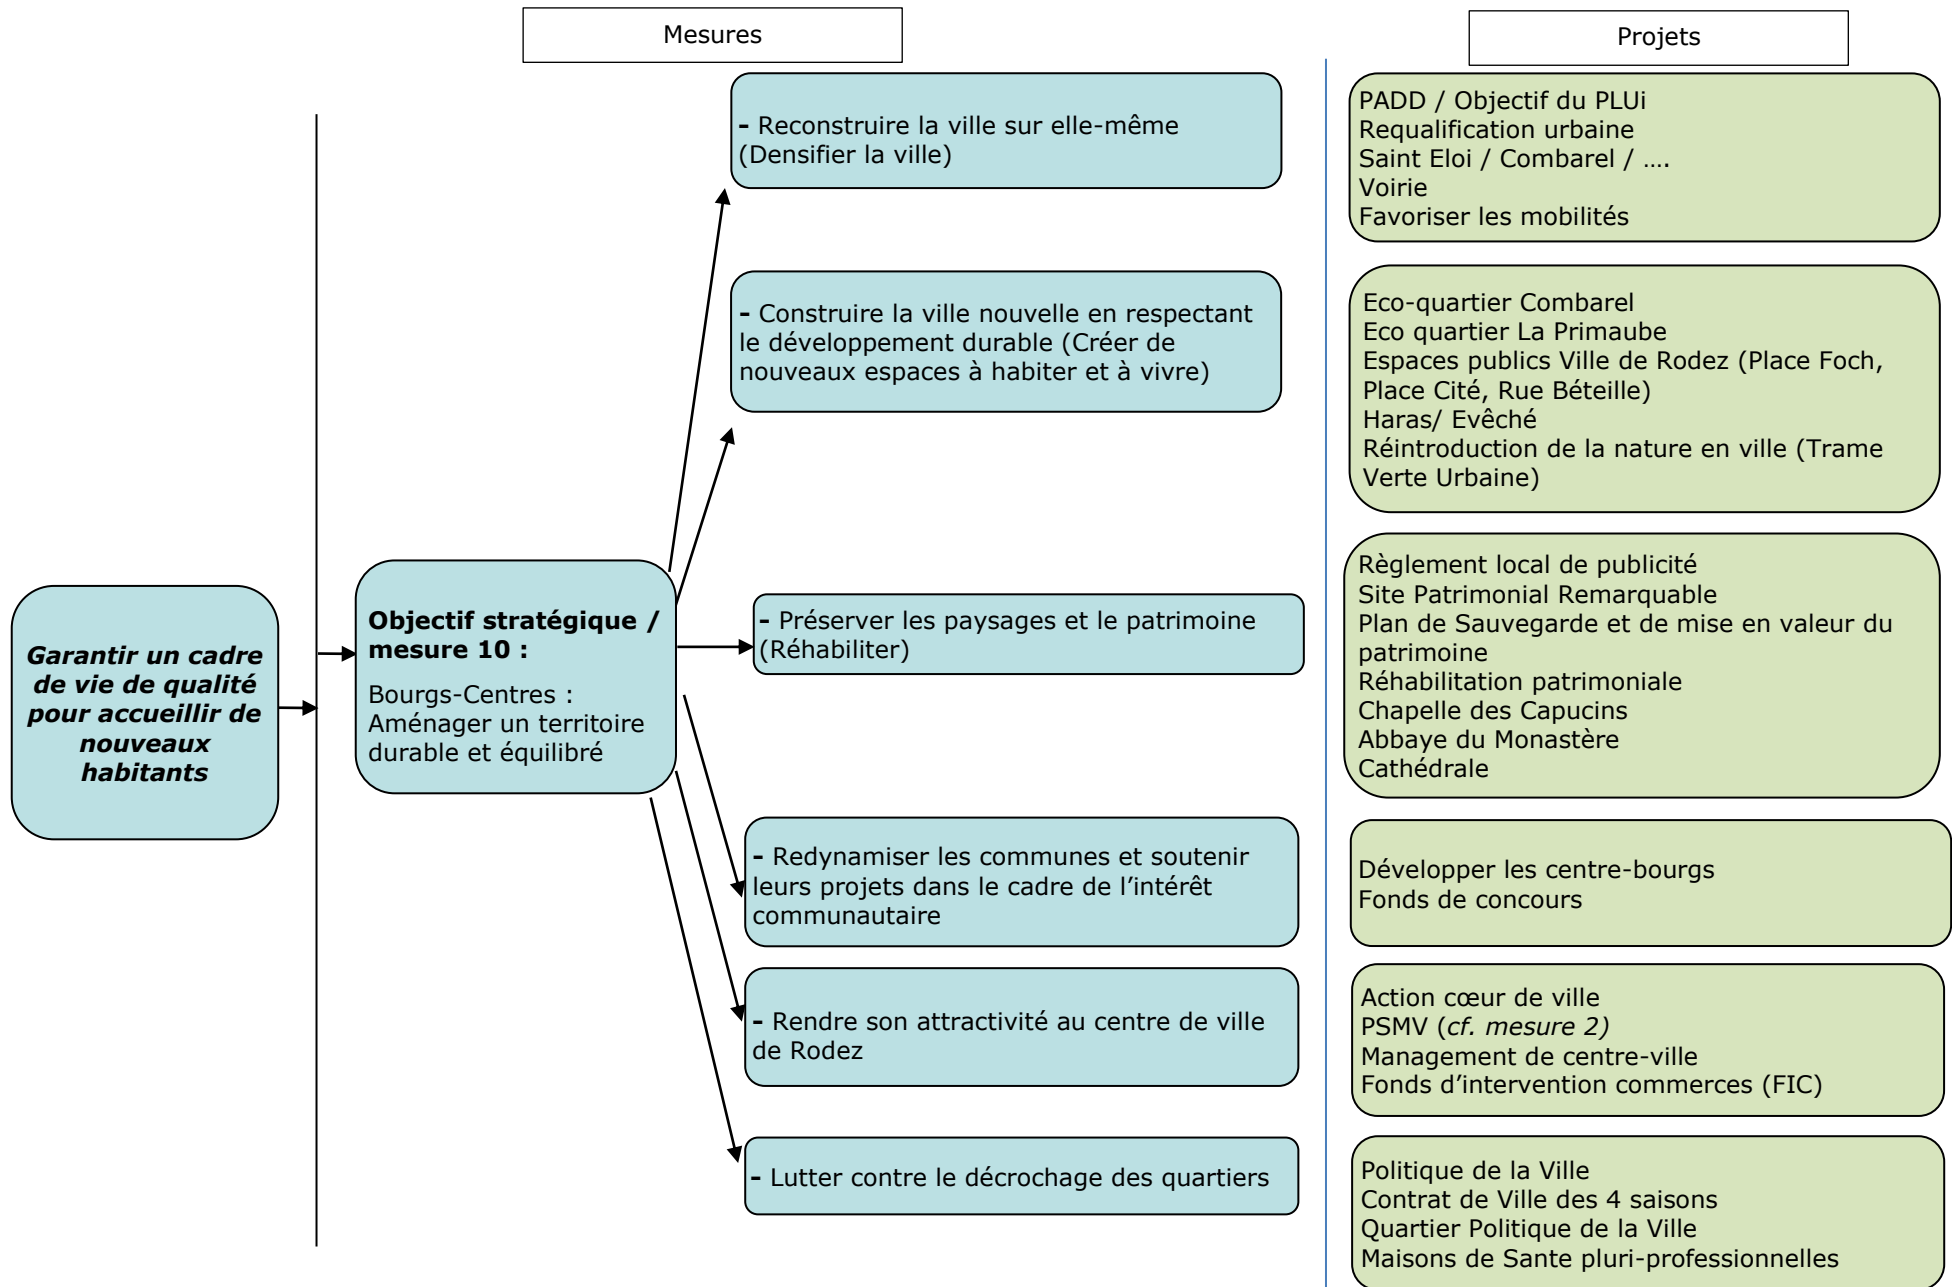 Mesures
Projets
Garantir un cadre
de vie de qualité
pour accueillir de
nouveaux
habitants
Objectif stratégique /
mesure 10 :
Bourgs-Centres :
Aménager un territoire
durable et équilibré
- Reconstruire la ville sur elle-même
(Densifier la ville)
PADD / Objectif du PLUi
Requalification urbaine
Saint Eloi / Combarel / ....
Voirie
Favoriser les mobilités
- Construire la ville nouvelle en respectant
le développement durable (Créer de
nouveaux espaces à habiter et à vivre)
Eco-quartier Combarel
Eco quartier La Primaube
Espaces publics Ville de Rodez (Place Foch,
Place Cité, Rue Béteille)
Haras/ Evêché
Réintroduction de la nature en ville (Trame
Verte Urbaine)
- Préserver les paysages et le patrimoine
(Réhabiliter)
Règlement local de publicité
Site Patrimonial Remarquable
Plan de Sauvegarde et de mise en valeur du
patrimoine
Réhabilitation patrimoniale
Chapelle des Capucins
Abbaye du Monastère
Cathédrale
- Redynamiser les communes et soutenir
leurs projets dans le cadre de l’intérêt
communautaire
Développer les centre-bourgs
Fonds de concours
- Rendre son attractivité au centre de ville
de Rodez
Action cœur de ville
PSMV (cf. mesure 2)
Management de centre-ville
Fonds d’intervention commerces (FIC)
- Lutter contre le décrochage des quartiers
Politique de la Ville
Contrat de Ville des 4 saisons
Quartier Politique de la Ville
Maisons de Sante pluri-professionnelles